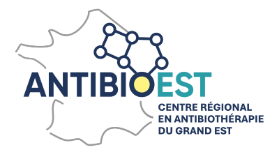 ANTIBIOEST
CENTRE RÉGIONAL
EN ANTIBIOTHÉRAPIE
DU GRAND EST